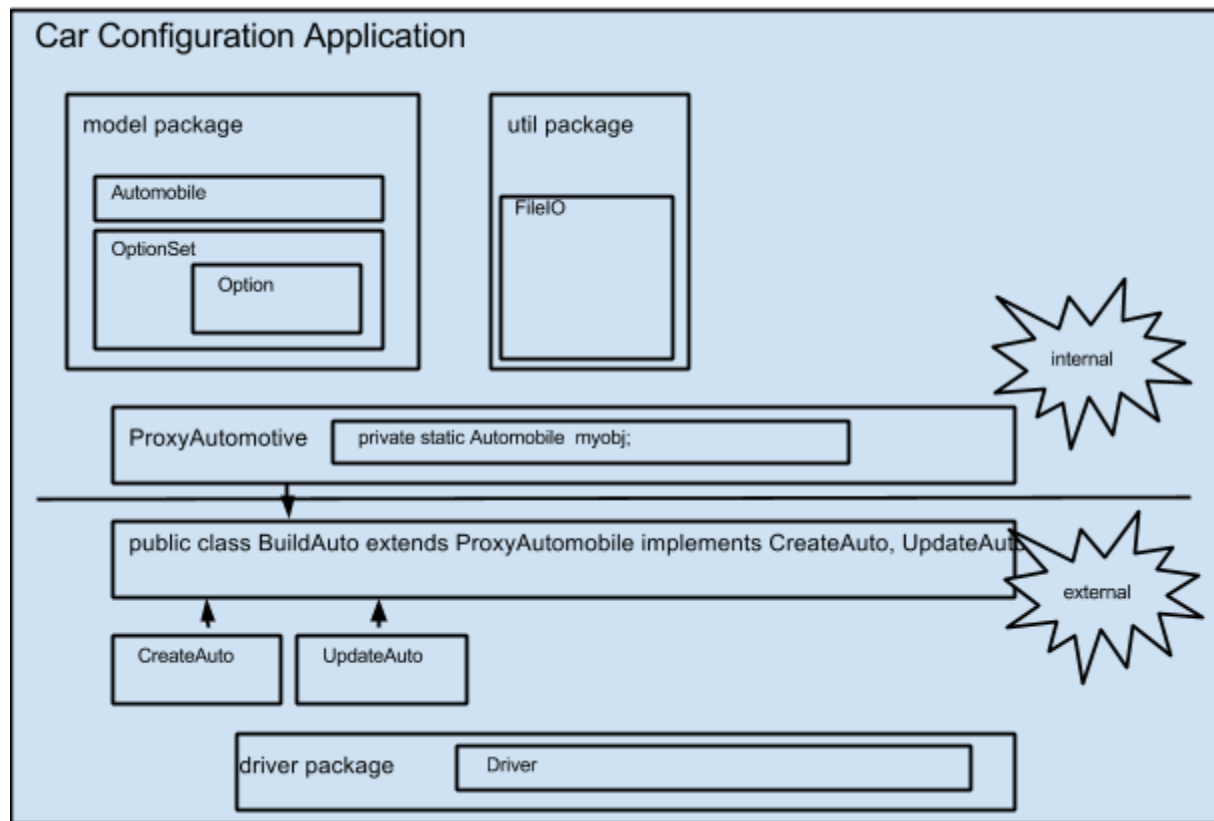 Car Configuration Application
model package
util package
Automobile
FileIO
OptionSet
Option
internal
ProxyAutomotive
private static Automobile myobj;
public class BuildAuto extends ProxyAutomobile implements CreateAuto, UpdateAuto
external
CreateAuto
UpdateAuto
driver package
Driver